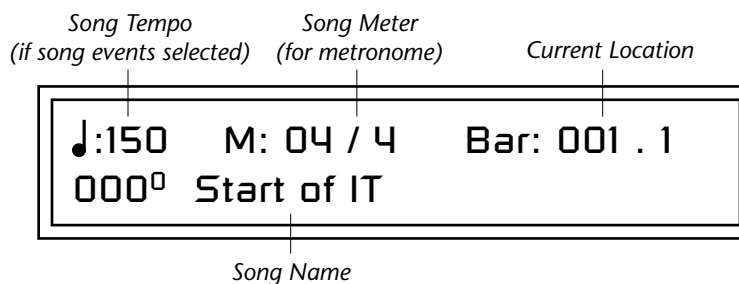 Song Tempo Song Meter
(if song events selected) (for metronome) Current Location
♩:150 M: 04 / 4 Bar: 001 . 1
000⁰ Start of IT
Song Name